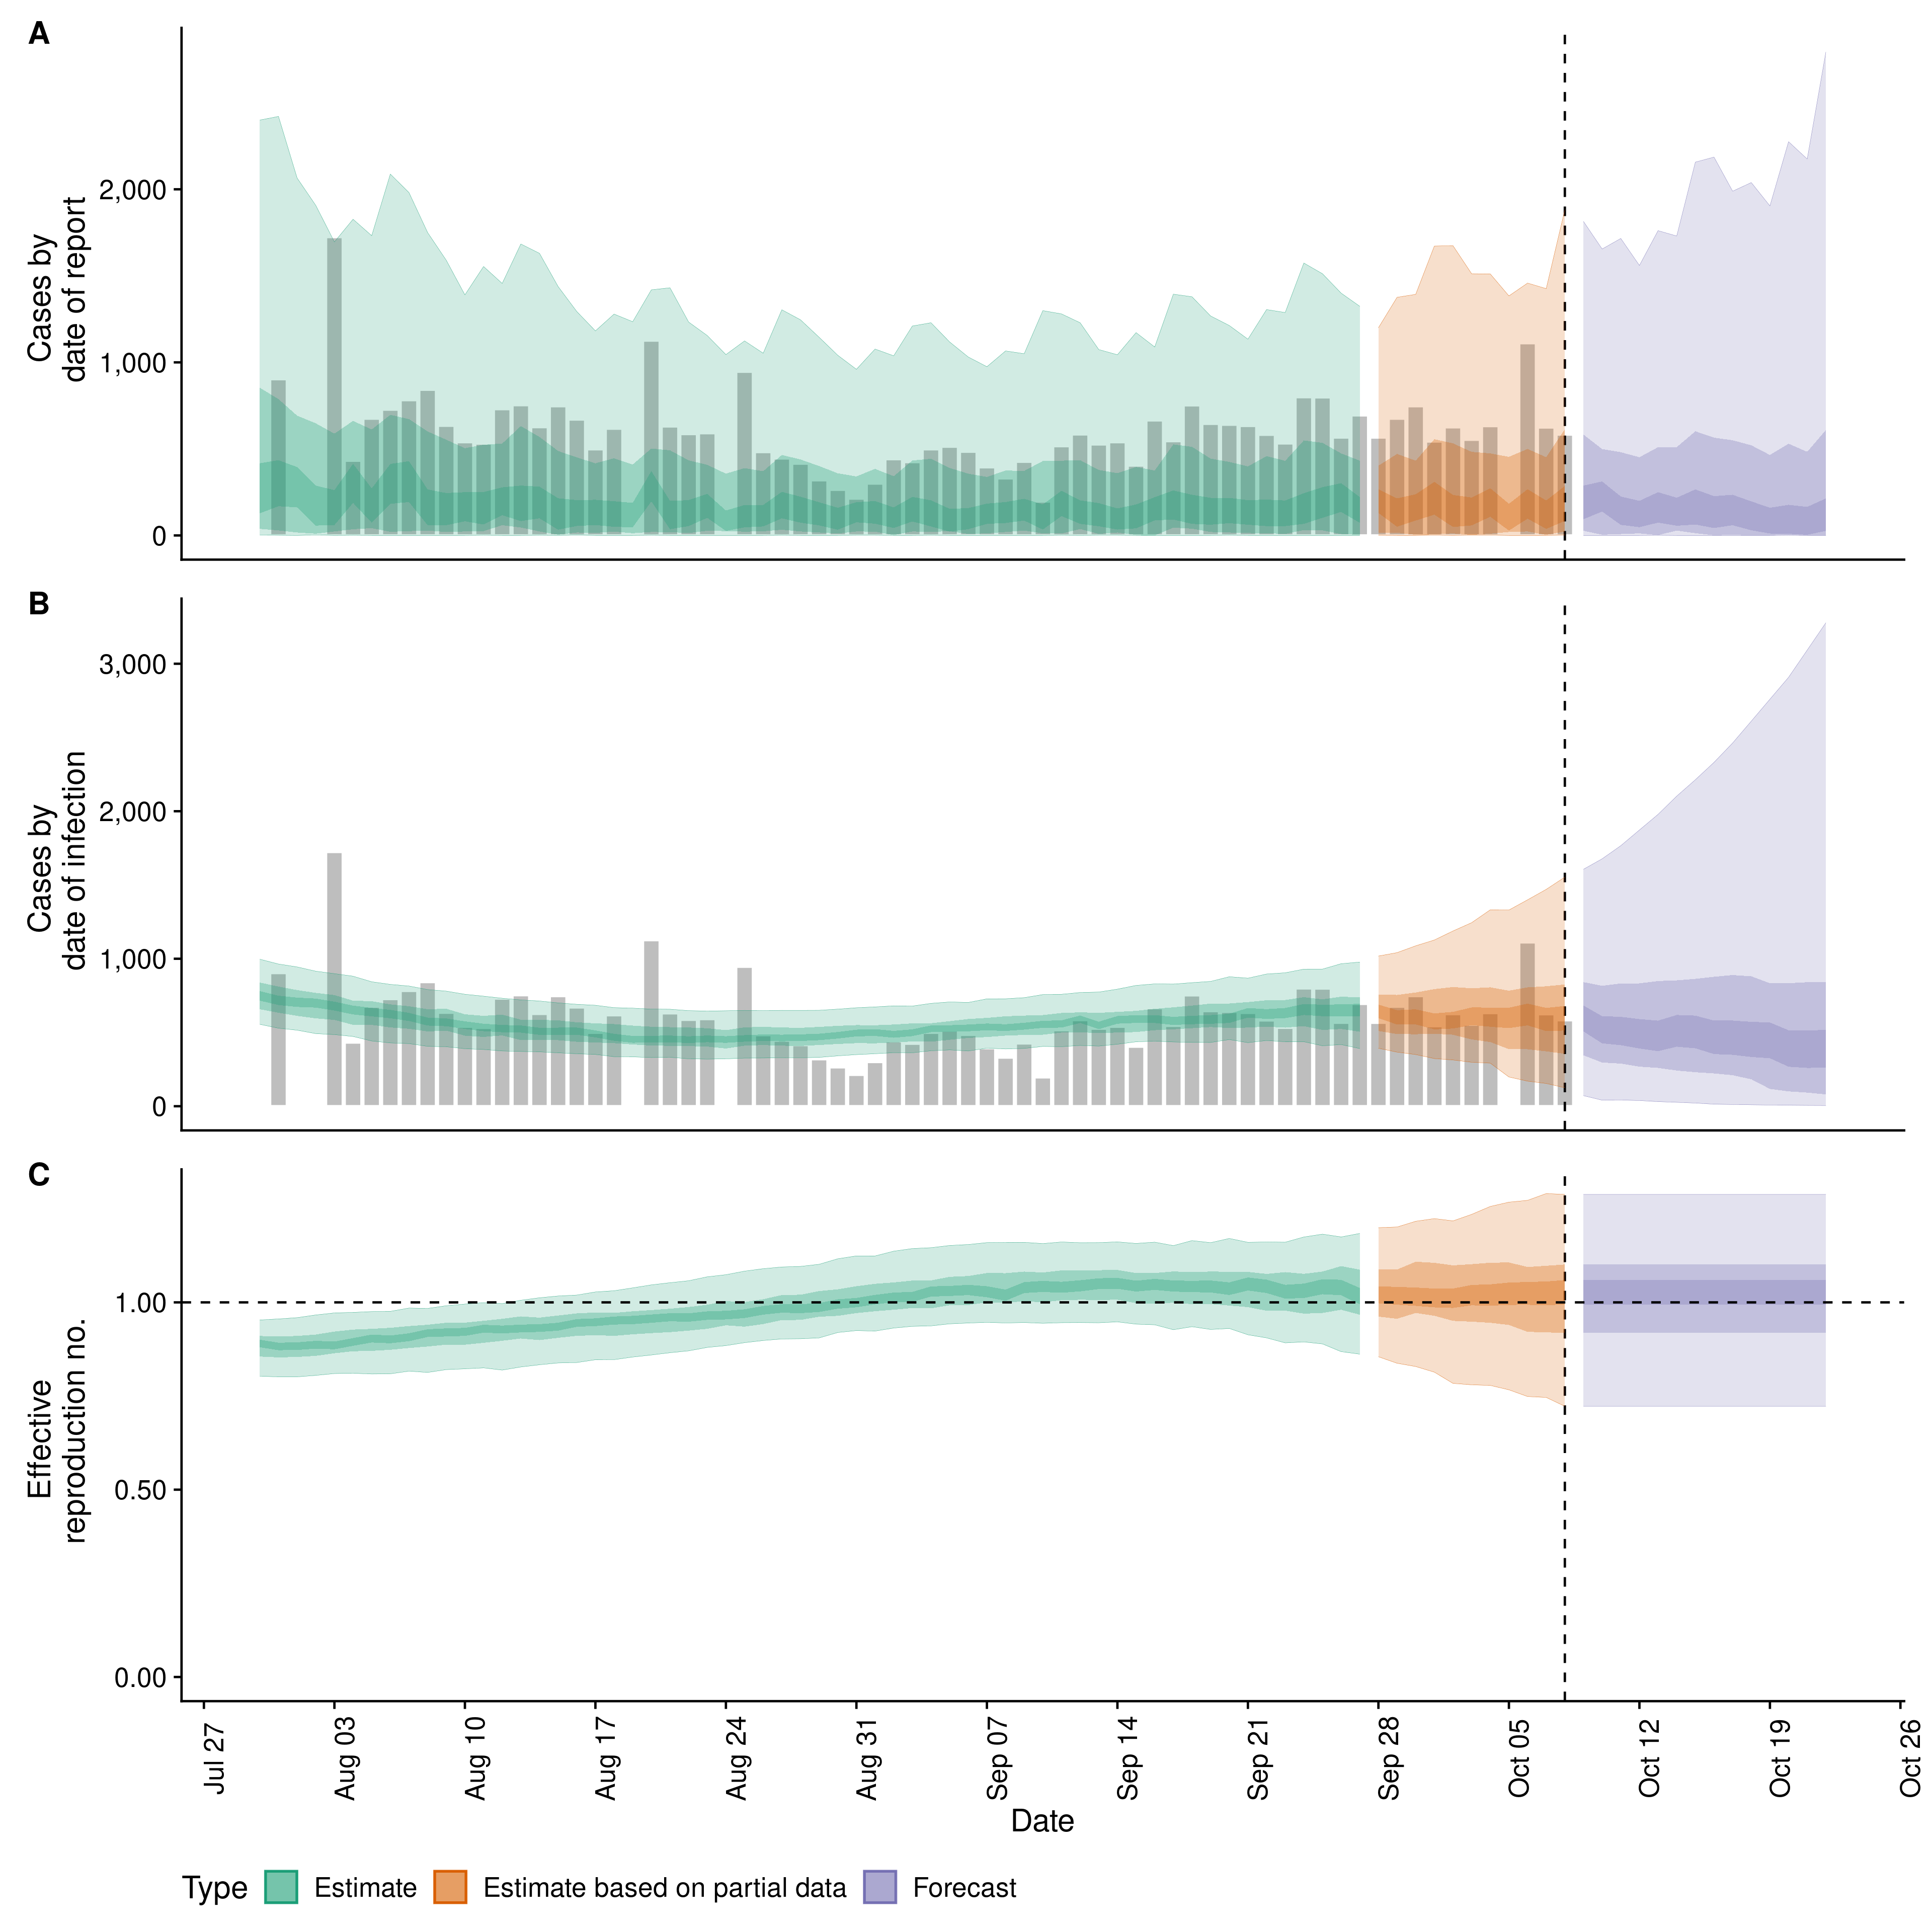 A
Cases by
date of report
2,000
1,000
0
B
Cases by
date of infection
3,000
2,000
1,000
0
C
Effective
reproduction no.
1.00
0.50
0.00
Jul 27
Aug 03
Aug 10
Aug 17
Aug 24
Aug 31
Sep 07
Sep 14
Sep 21
Sep 28
Oct 05
Oct 12
Oct 19
Oct 26
Date
Type Estimate Estimate based on partial data Forecast